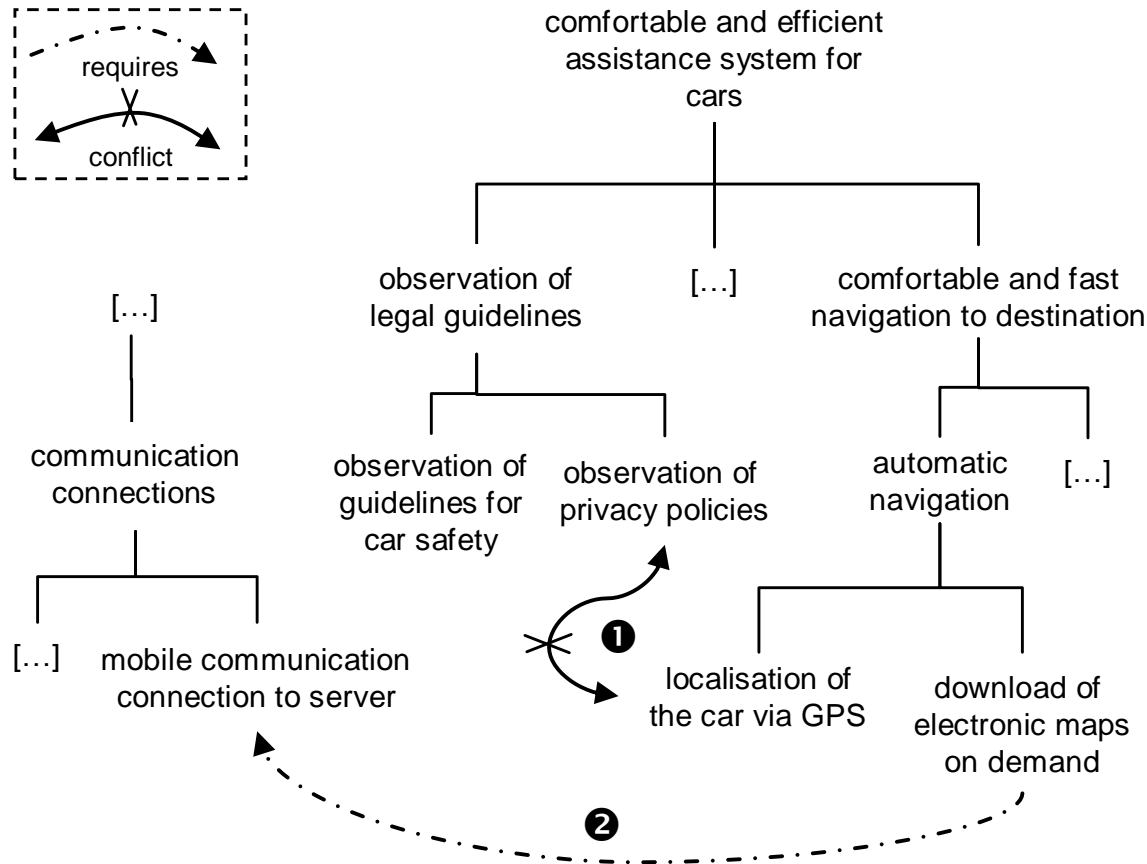 requires
conflict
comfortable and efficient
assistance system for
cars
observation of
legal guidelines
[…]
comfortable and fast
navigation to destination
[…]
communication
connections
observation of
guidelines for
car safety
observation of
privacy policies
automatic
navigation
[…]
[…]
mobile communication
connection to server
❶
localisation of
the car via GPS
download of
electronic maps
on demand
❷